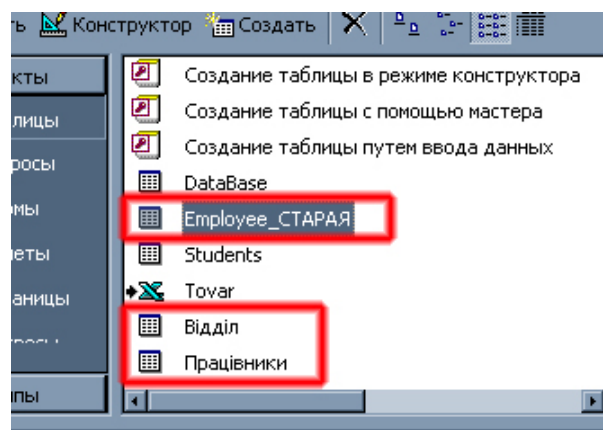 ть Конструктор Создать
кты
лицы
росы
мы
еты
аницы
пы
Создание таблицы в режиме конструктора
Создание таблицы с помощью мастера
Создание таблицы путем ввода данных
DataBase
Employee_СТАРАЯ
Students
Tovar
Відділ
Працівники